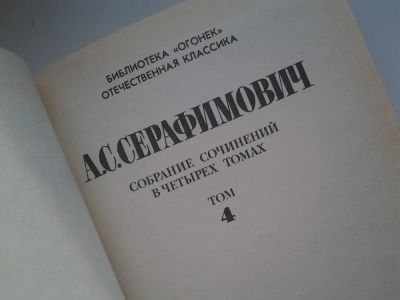 БИБЛИОТЕКА «ОГОНЕК»
ОТЕЧЕСТВЕННАЯ КЛАССИКА
А.С.СЕРАФИМОВИЧ
СОБРАНИЕ СОЧИНЕНИЙ
В ЧЕТЫРЕХ ТОМАХ
ТОМ
4